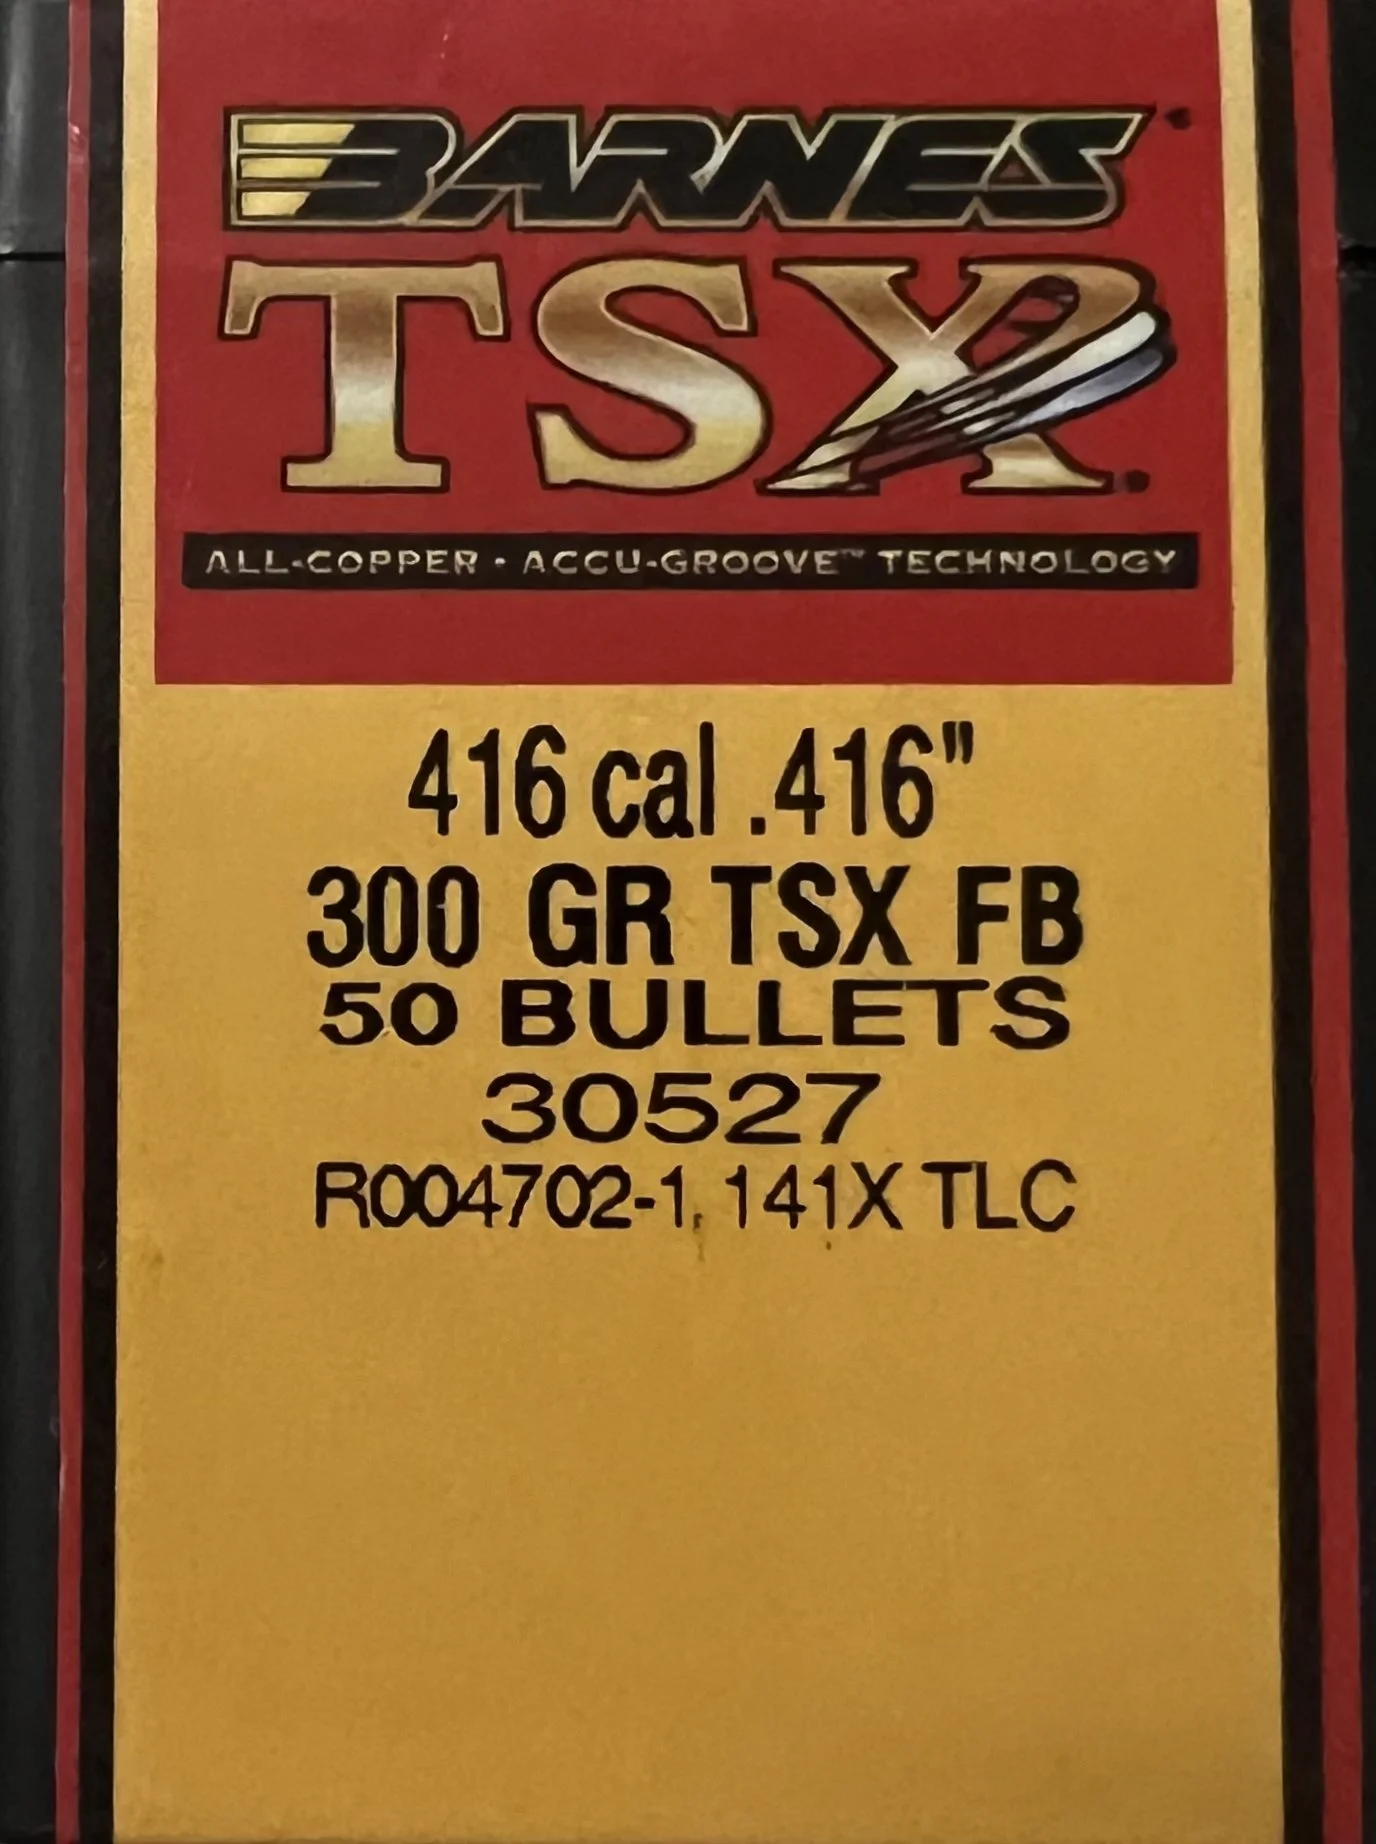 BARNES
TSX
ALL-COPPER • ACCU-GROOVE™ TECHNOLOGY
416 cal .416"
300 GR TSX FB
50 BULLETS
30527
R004702-1 141X TLC